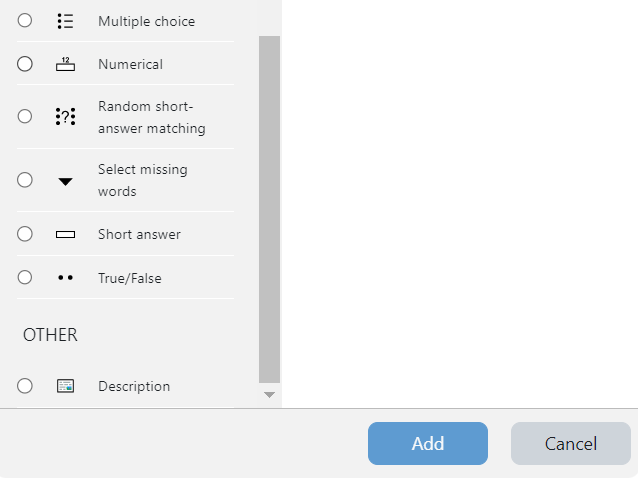 Multiple choice
12
Numerical
?
Random short-
answer matching
Select missing
words
Short answer
True/False
OTHER
Description
Add
Cancel